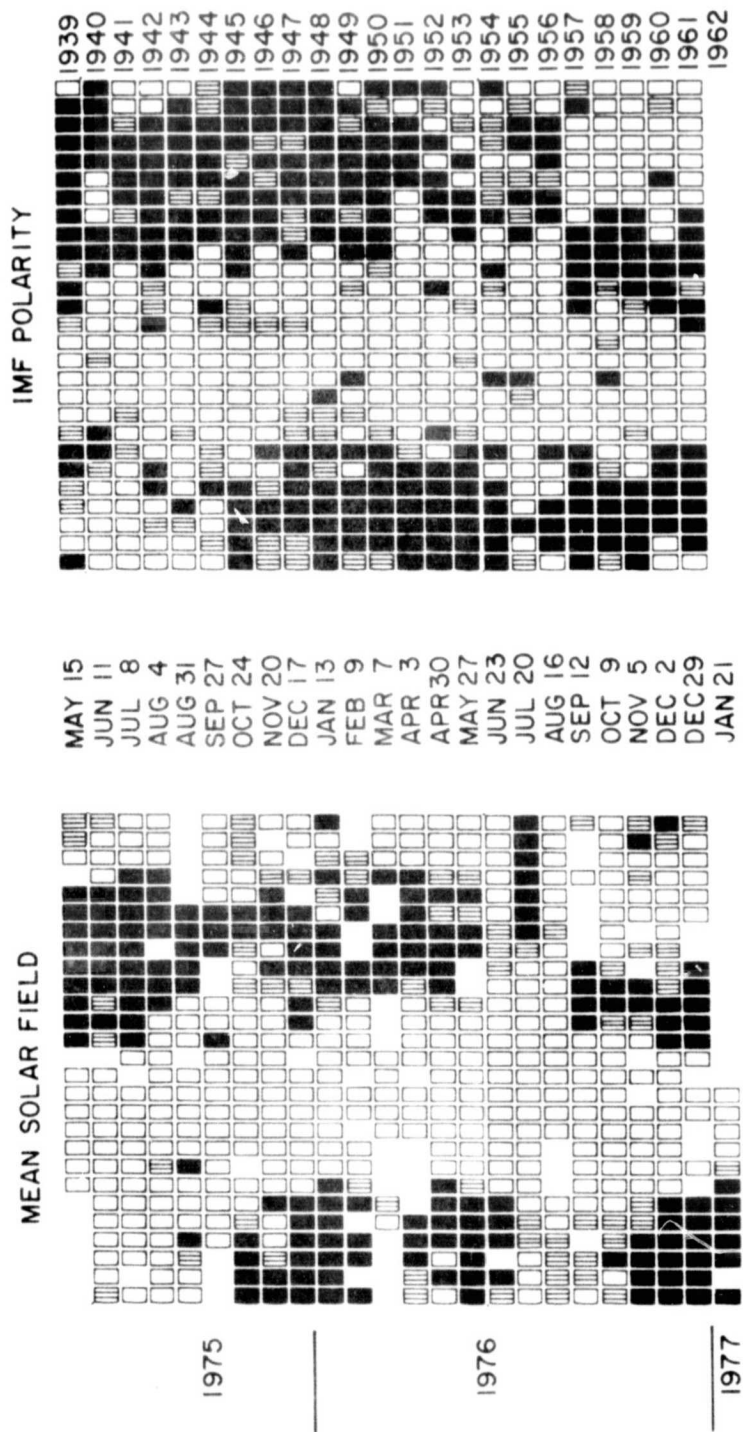 MEAN SOLAR FIELD
IMF POLARITY
1975
1976
1977
MAY 15
JUN 11
JUL 8
AUG 4
AUG 31
SEP 27
OCT 24
NOV 20
DEC 17
JAN 13
FEB 9
MAR 7
APR 3
APR 30
MAY 27
JUN 23
JUL 20
AUG 16
SEP 12
OCT 9
NOV 5
DEC 2
DEC 29
JAN 21
1939
1940
1941
1942
1943
1944
1945
1946
1947
1948
1949
1950
1951
1952
1953
1954
1955
1956
1957
1958
1959
1960
1961
1962